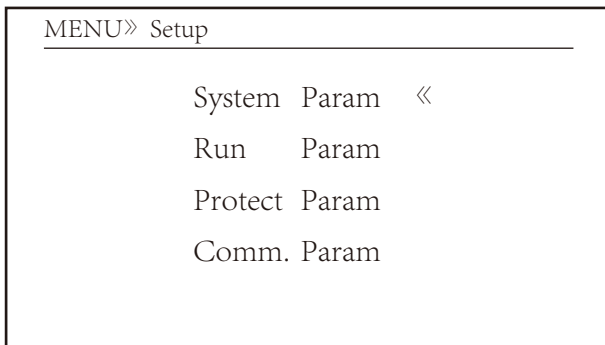 MENU》 Setup
System Param 《
Run Param
Protect Param
Comm. Param